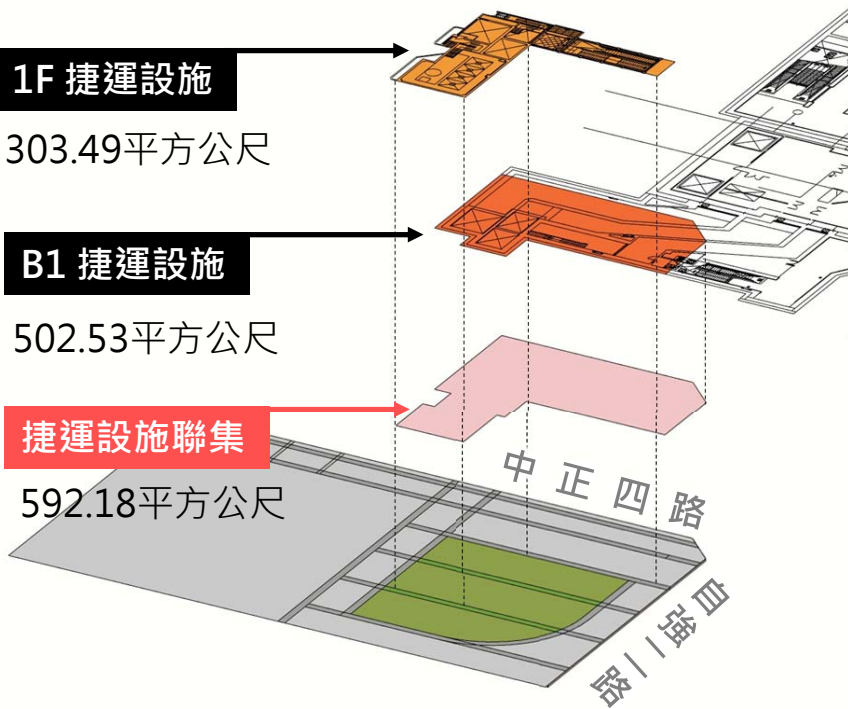 1F 捷運設施
303.49平方公尺
B1 捷運設施
502.53平方公尺
捷運設施聯集
592.18平方公尺
中正四路
自強二路